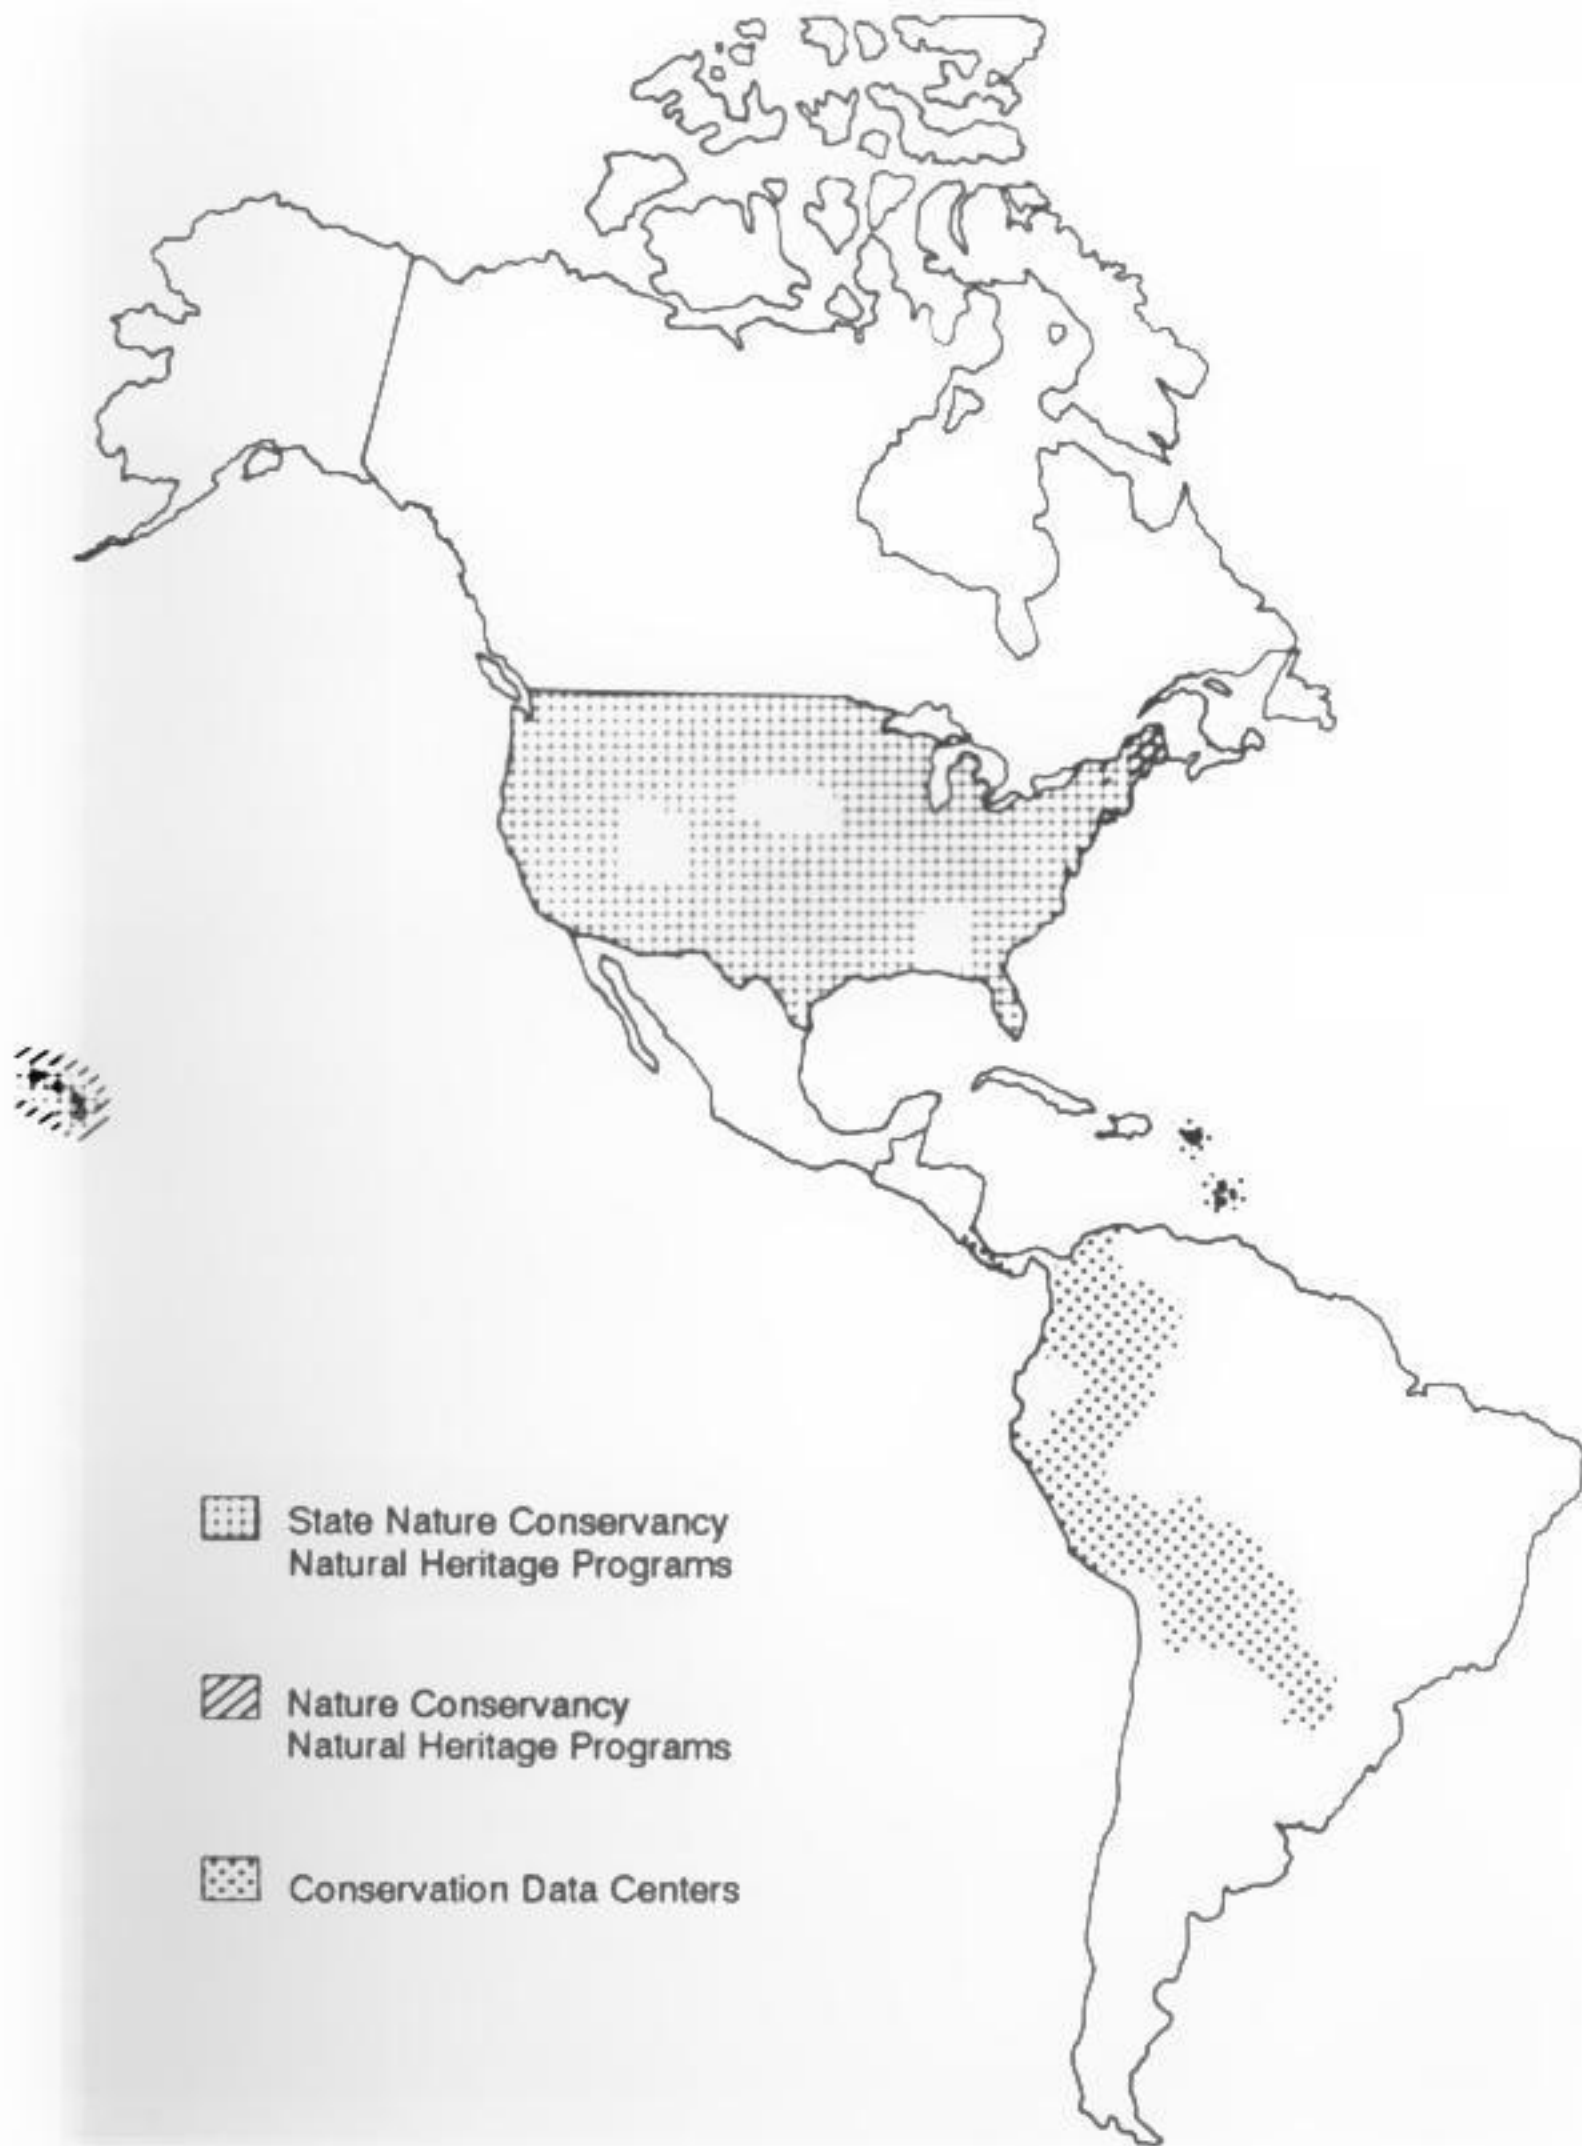 State Nature Conservancy
Natural Heritage Programs
Nature Conservancy
Natural Heritage Programs
Conservation Data Centers